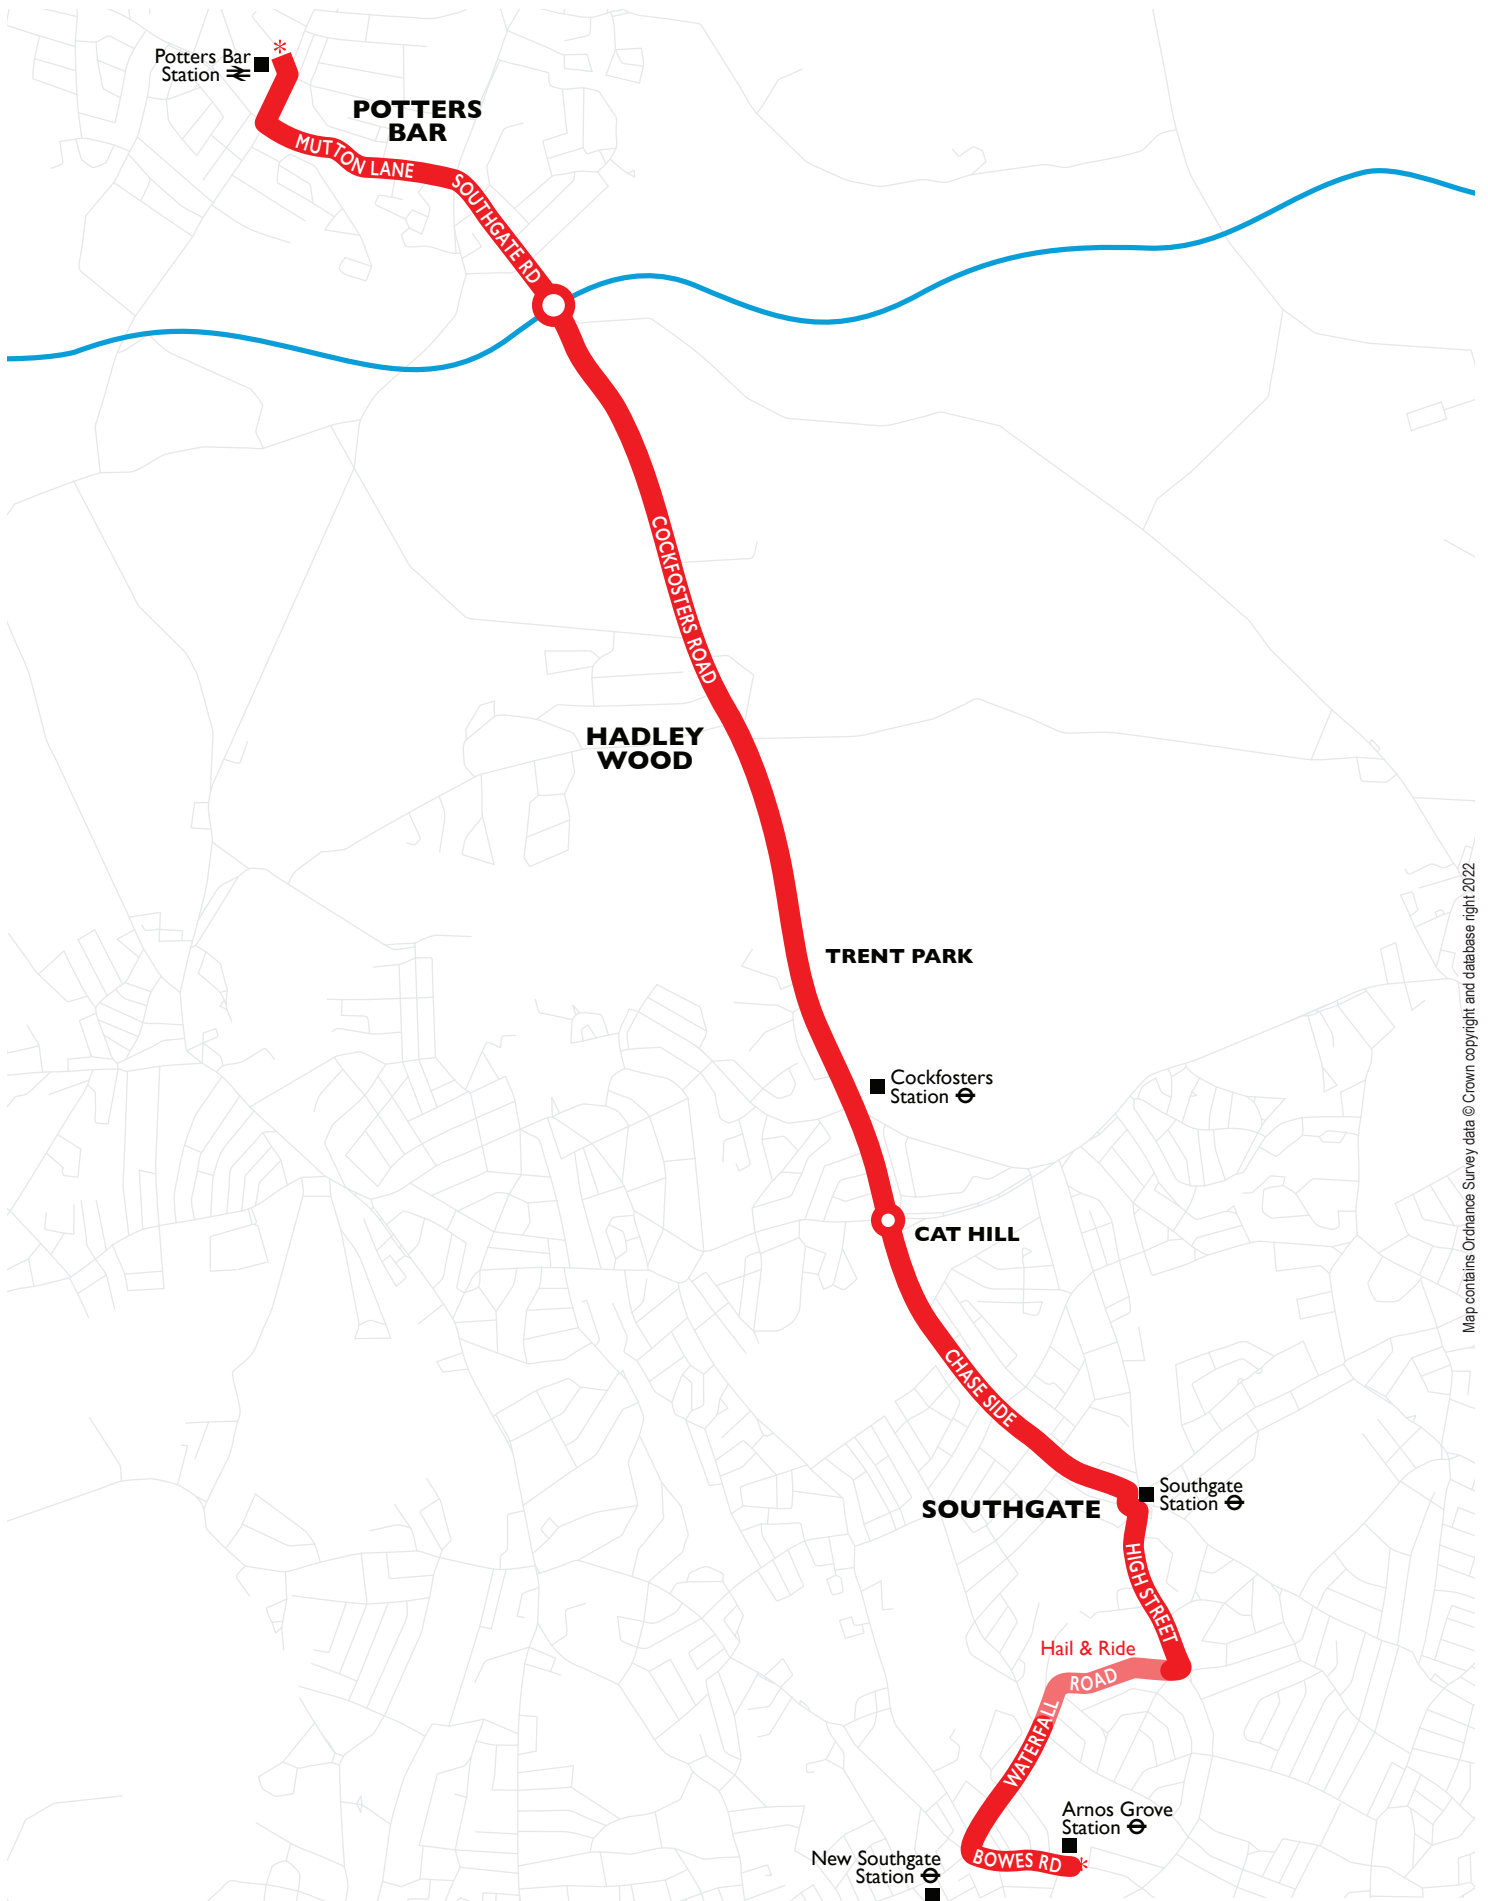 Potters Bar
Station
*
POTTERS
BAR
MUTTON LANE
SOUTHGATE RD
COCKFOSTERS ROAD
HADLEY
WOOD
TRENT PARK
Cockfosters
Station
CAT HILL
CHASE SIDE
Southgate
Station
SOUTHGATE
HIGH STREET
Hail & Ride
WATERFALL ROAD
Arnos Grove
Station
BOWES RD
*
New Southgate
Station
Map contains Ordnance Survey data © Crown copyright and database right 2022